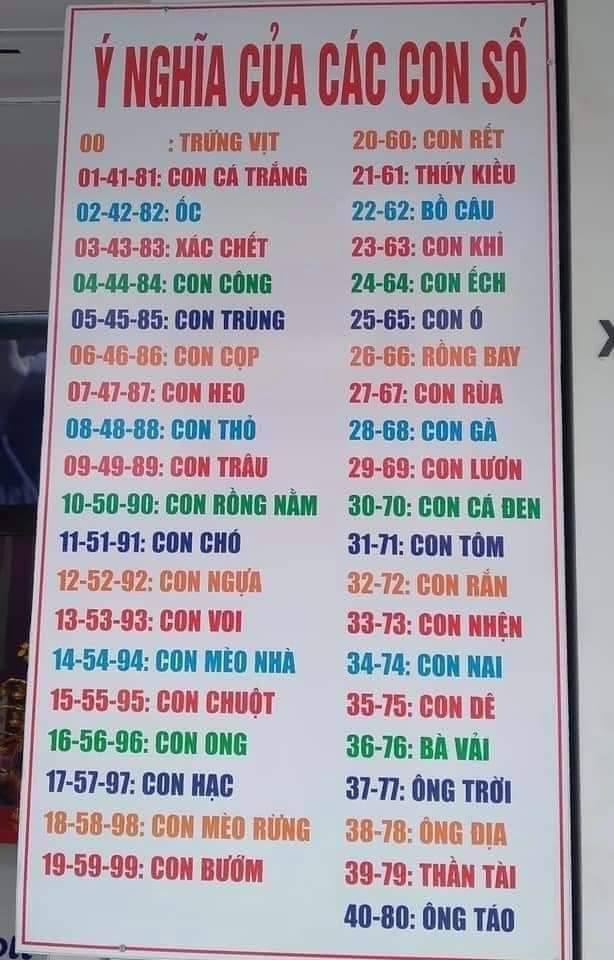 Ý NGHĨA CỦA CÁC CON SỐ
00 : TRỨNG VỊT
01-41-81: CON CÁ TRẮNG
02-42-82: ỐC
03-43-83: XÁC CHẾT
04-44-84: CON CÔNG
05-45-85: CON TRÙNG
06-46-86: CON CỌP
07-47-87: CON HEO
08-48-88: CON THỎ
09-49-89: CON TRÂU
10-50-90: CON RỒNG NẰM
11-51-91: CON CHÓ
12-52-92: CON NGỰA
13-53-93: CON VOI
14-54-94: CON MÈO NHÀ
15-55-95: CON CHUỘT
16-56-96: CON ONG
17-57-97: CON HẠC
18-58-98: CON MÈO RỪNG
19-59-99: CON BƯỚM
20-60: CON RẾT
21-61: THÚY KIỀU
22-62: BỒ CÂU
23-63: CON KHỈ
24-64: CON ẾCH
25-65: CON Ó
26-66: RỒNG BAY
27-67: CON RÙA
28-68: CON GÀ
29-69: CON LƯƠN
30-70: CON CÁ ĐEN
31-71: CON TÔM
32-72: CON RẮN
33-73: CON NHỆN
34-74: CON NAI
35-75: CON DÊ
36-76: BÀ VẢI
37-77: ÔNG TRỜI
38-78: ÔNG ĐỊA
39-79: THẦN TÀI
40-80: ÔNG TÁO